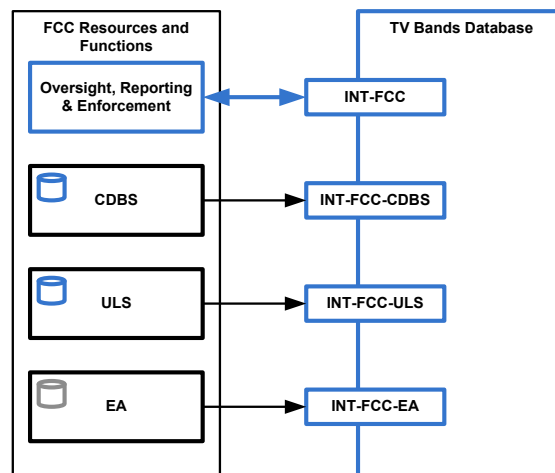 FCC Resources and
Functions
TV Bands Database
Oversight, Reporting
& Enforcement
INT-FCC
CDBS
INT-FCC-CDBS
ULS
INT-FCC-ULS
EA
INT-FCC-EA